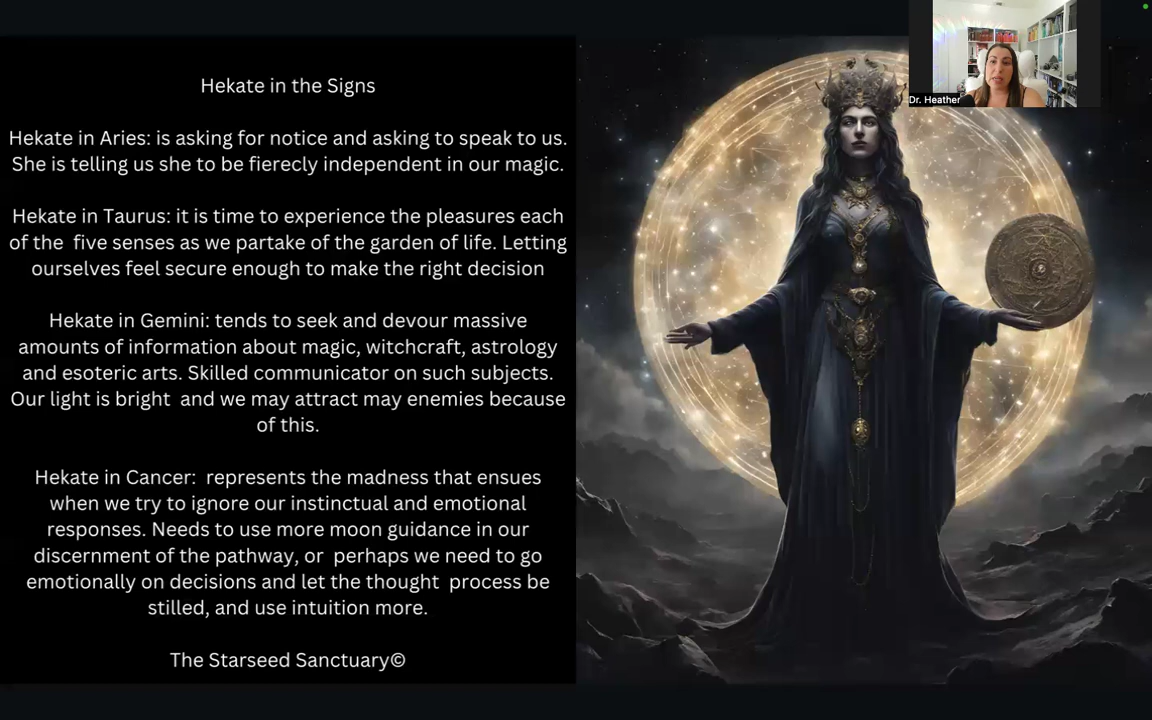 Hekate in the Signs
Hekate in Aries: is asking for notice and asking to speak to us.
She is telling us she to be fierecly independent in our magic.
Hekate in Taurus: it is time to experience the pleasures each
of the  five senses as we partake of the garden of life. Letting
ourselves feel secure enough to make the right decision
Hekate in Gemini: tends to seek and devour massive
amounts of information about magic, witchcraft, astrology
and esoteric arts. Skilled communicator on such subjects.
Our light is bright  and we may attract may enemies because
of this.
Hekate in Cancer:  represents the madness that ensues
when we try to ignore our instinctual and emotional
responses. Needs to use more moon guidance in our
discernment of the pathway, or  perhaps we need to go
emotionally on decisions and let the thought  process be
stilled, and use intuition more.
The Starseed Sanctuary©
Dr. Heather